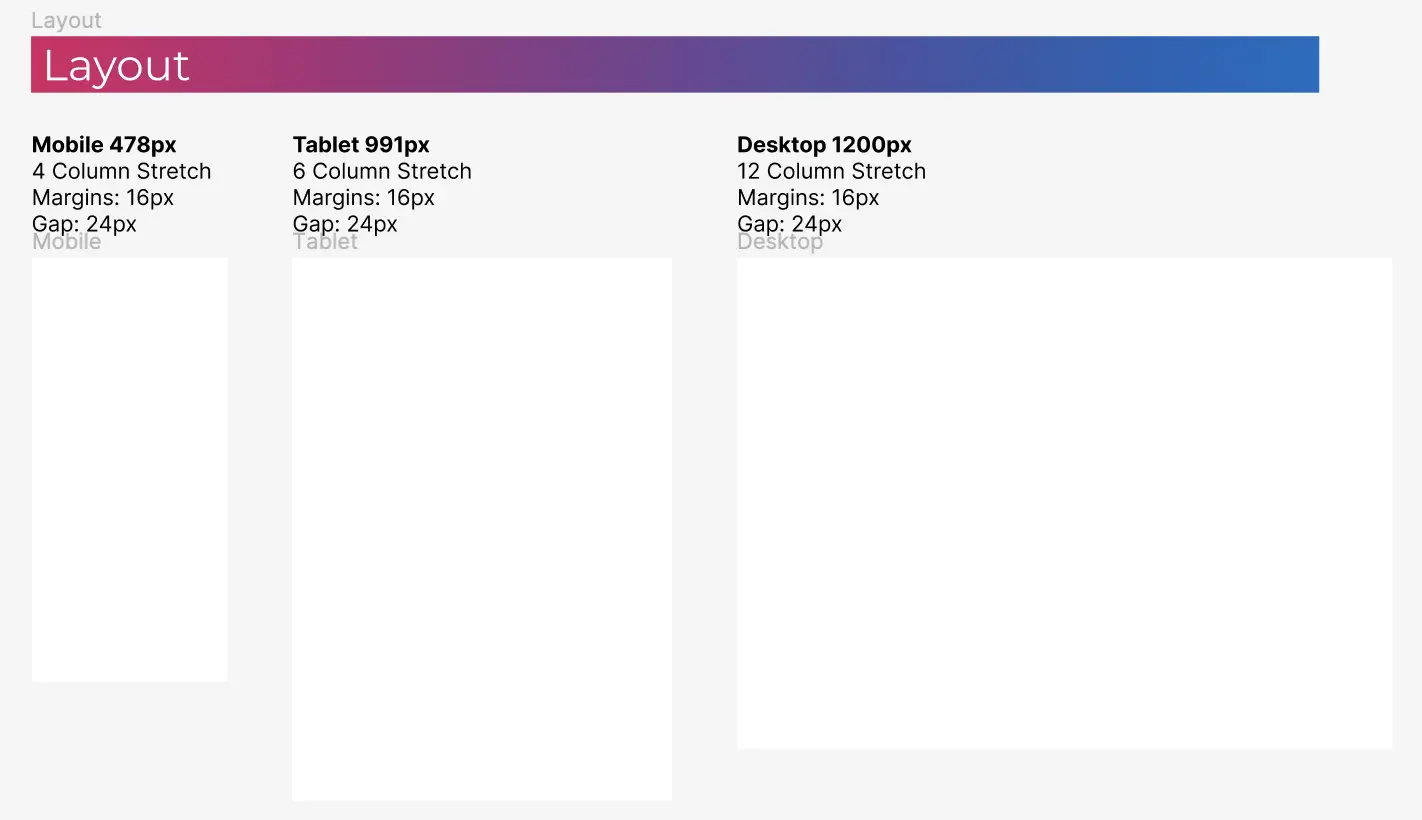 Layout
Layout
Mobile 478px
4 Column Stretch
Margins: 16px
Gap: 24px
Mobile
Tablet 991px
6 Column Stretch
Margins: 16px
Gap: 24px
Tablet
Desktop 1200px
12 Column Stretch
Margins: 16px
Gap: 24px
Desktop